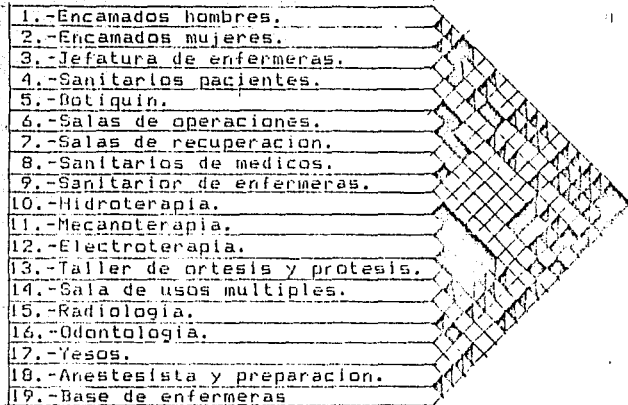 1.-Encamados hombres.
2.-Encamados mujeres.
3.-Jefatura de enfermeras.
4.-Sanitarios pacientes.
5.-Botiquin.
6.-Salas de operaciones.
7.-Salas de recuperacion.
8.-Sanitarios de medicos.
9.-Sanitarior de enfermeras.
10.-Hidroterapia.
11.-Mecanoterapia.
12.-Electroterapia.
13.-Taller de ortesis y protesis.
14.-Sala de usos multiples.
15.-Radiologia.
16.-Odontologia.
17.-Yesos.
18.-Anestesista y preparacion.
19.-Base de enfermeras